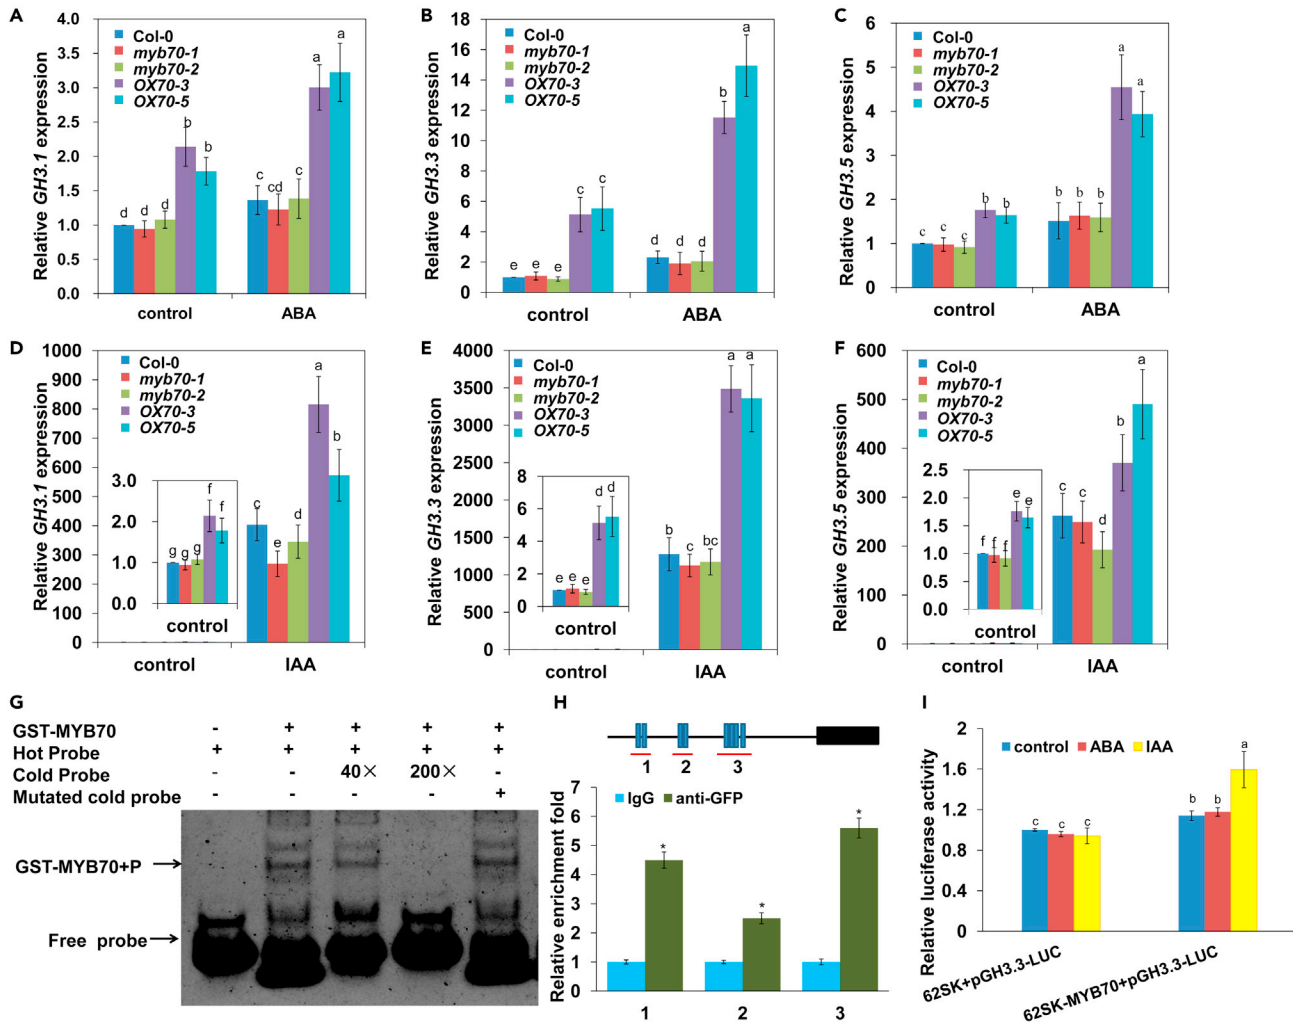 A
Relative GH3.1 expression
4.0
3.5
3.0
2.5
2.0
1.5
1.0
0.5
0.0
Col-0
myb70-1
myb70-2
OX70-3
OX70-5
d d d b b
c cd c a a
control ABA
B
Relative GH3.3 expression
18
16
14
12
10
8
6
4
2
0
Col-0
myb70-1
myb70-2
OX70-3
OX70-5
e e e c c
d d d b a
control ABA
C
Relative GH3.5 expression
6
5
4
3
2
1
0
Col-0
myb70-1
myb70-2
OX70-3
OX70-5
c c c b b
b b b a a
control ABA
D
Relative GH3.1 expression
1000
900
800
700
600
500
400
300
200
100
0
Col-0
myb70-1
myb70-2
OX70-3
OX70-5
3.0
2.0
1.0
0.0
g g g f f
control
c e d a b
control IAA
E
Relative GH3.3 expression
4000
3500
3000
2500
2000
1500
1000
500
0
Col-0
myb70-1
myb70-2
OX70-3
OX70-5
8
6
4
2
0
e e e d d
control
b c bc a a
control IAA
F
Relative GH3.5 expression
600
500
400
300
200
100
0
Col-0
myb70-1
myb70-2
OX70-3
OX70-5
2.5
2.0
1.5
1.0
0.5
0.0
f f f e e
control
c c d b a
control IAA
G
GST-MYB70 - + + + +
Hot Probe + + + + +
Cold Probe - - 40× 200× -
Mutated cold probe - - - - +
GST-MYB70+P
Free probe
H
1 2 3
Relative enrichment fold
7
6
5
4
3
2
1
0
IgG anti-GFP
* * *
1 2 3
I
Relative luciferase activity
2
1.6
1.2
0.8
0.4
0
control ABA IAA
c c c
b b a
62SK+pGH3.3-LUC
62SK-MYB70+pGH3.3-LUC